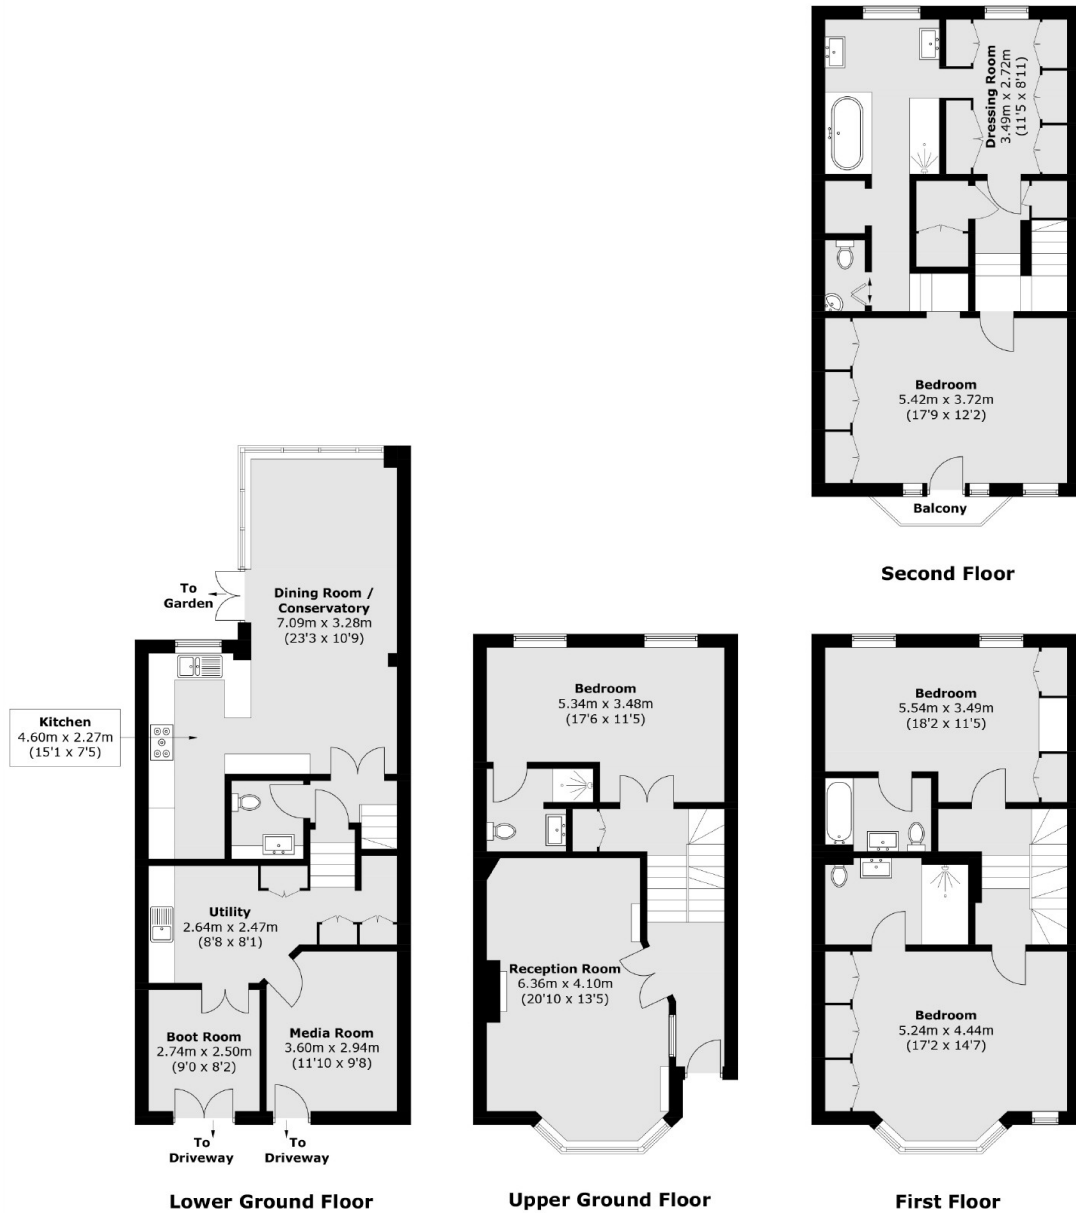 Dressing Room
3.49m x 2.72m
(11'5 x 8'11)
Bedroom
5.42m x 3.72m
(17'9 x 12'2)
Balcony
Second Floor
To
Garden
Dining Room /
Conservatory
7.09m x 3.28m
(23'3 x 10'9)
Kitchen
4.60m x 2.27m
(15'1 x 7'5)
Utility
2.64m x 2.47m
(8'8 x 8'1)
Boot Room
2.74m x 2.50m
(9'0 x 8'2)
Media Room
3.60m x 2.94m
(11'10 x 9'8)
To
Driveway
To
Driveway
Lower Ground Floor
Bedroom
5.34m x 3.48m
(17'6 x 11'5)
Reception Room
6.36m x 4.10m
(20'10 x 13'5)
Upper Ground Floor
Bedroom
5.54m x 3.49m
(18'2 x 11'5)
Bedroom
5.24m x 4.44m
(17'2 x 14'7)
First Floor